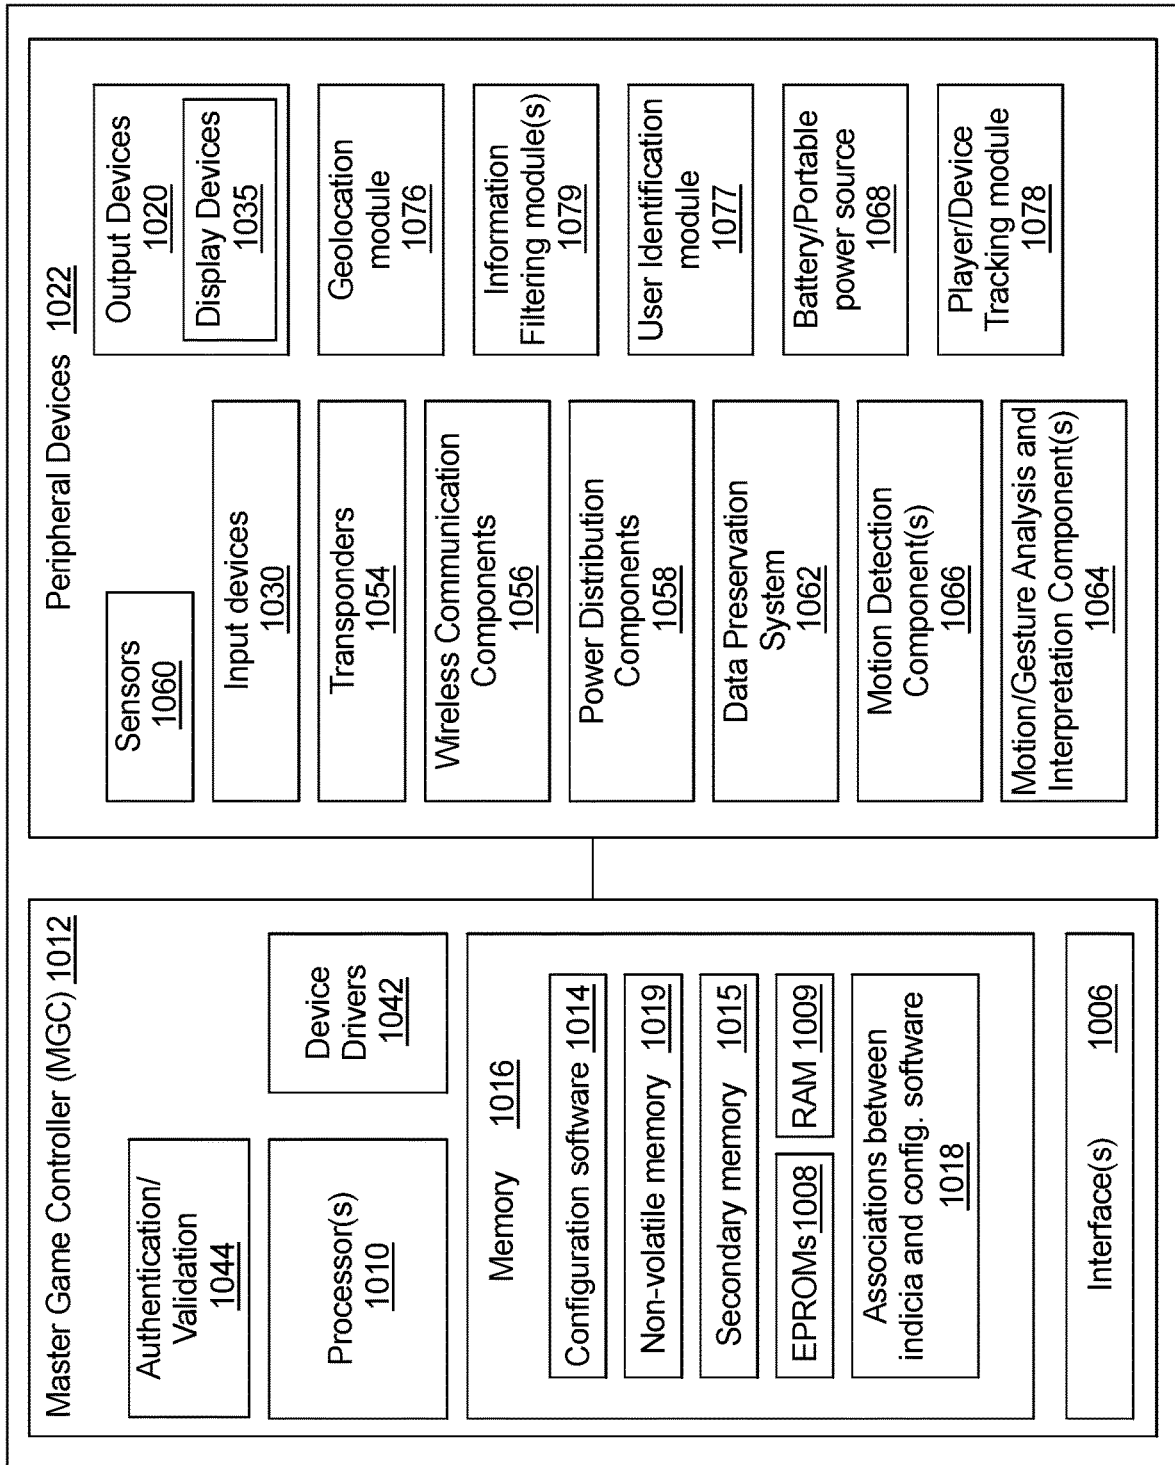 Master Game Controller (MGC) 1012
Authentication/
Validation
1044
Processor(s)
1010
Device
Drivers
1042
Memory 1016
Configuration software 1014
Non-volatile memory 1019
Secondary memory 1015
EPROMs1008
RAM 1009
Associations between
indicia and config. software
1018
Interface(s) 1006
Peripheral Devices 1022
Sensors
1060
Input devices
1030
Transponders
1054
Wireless Communication
Components
1056
Power Distribution
Components
1058
Data Preservation
System
1062
Motion Detection
Component(s)
1066
Motion/Gesture Analysis and
Interpretation Component(s)
1064
Output Devices
1020
Display Devices
1035
Geolocation
module
1076
Information
Filtering module(s)
1079
User Identification
module
1077
Battery/Portable
power source
1068
Player/Device
Tracking module
1078